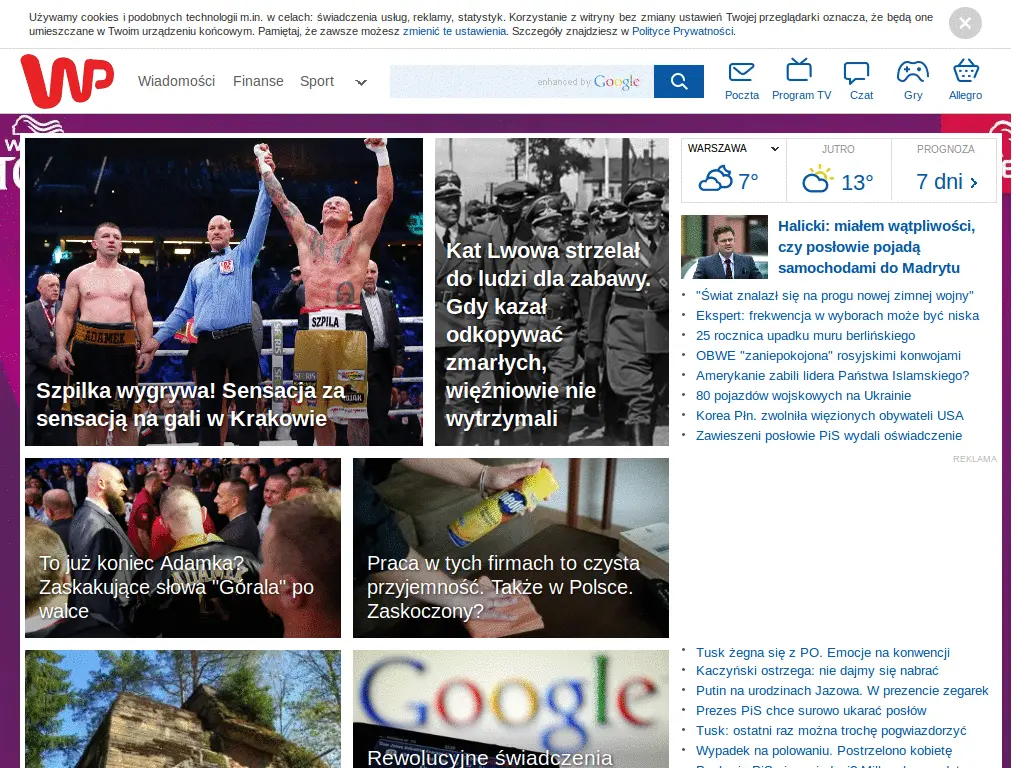 Używamy cookies i podobnych technologii m.in. w celach: świadczenia usług, reklamy, statystyk. Korzystanie z witryny bez zmiany ustawień Twojej przeglądarki oznacza, że będą one
umieszczane w Twoim urządzeniu końcowym. Pamiętaj, że zawsze możesz zmienić te ustawienia. Szczegóły znajdziesz w Polityce Prywatności.
WP
Wiadomości Finanse Sport
enhanced by Google
Poczta Program TV Czat Gry Allegro
WARSZAWA JUTRO PROGNOZA
7° 13° 7 dni
ADAMEK
SZPILA
Szpilka wygrywa! Sensacja za
sensacją na gali w Krakowie
Kat Lwowa strzelał
do ludzi dla zabawy.
Gdy kazał
odkopywać
zmarłych,
więźniowie nie
wytrzymali
Halicki: miałem wątpliwości,
czy posłowie pojadą
samochodami do Madrytu
"Świat znalazł się na progu nowej zimnej wojny"
Ekspert: frekwencja w wyborach może być niska
25 rocznica upadku muru berlińskiego
OBWE "zaniepokojona" rosyjskimi konwojami
Amerykanie zabili lidera Państwa Islamskiego?
80 pojazdów wojskowych na Ukrainie
Korea Płn. zwolniła więzionych obywateli USA
Zawieszeni posłowie PiS wydali oświadczenie
REKLAMA
ADAMEK
To już koniec Adamka?
Zaskakujące słowa "Górala" po
walce
Praca w tych firmach to czysta
przyjemność. Także w Polsce.
Zaskoczony?
Google
Rewolucyjne świadczenia
Tusk żegna się z PO. Emocje na konwencji
Kaczyński ostrzega: nie dajmy się nabrać
Putin na urodzinach Jazowa. W prezencie zegarek
Prezes PiS chce surowo ukarać posłów
Tusk: ostatni raz można trochę pogwiazdorzyć
Wypadek na polowaniu. Postrzelono kobietę